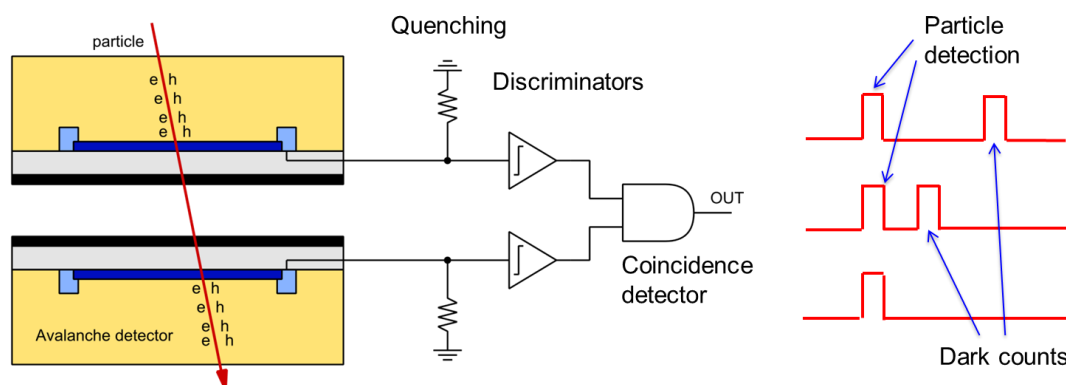 Quenching
particle
Discriminators
e h
e h
e h
e h
OUT
Coincidence
detector
e h
e h
e h
e h
Avalanche detector
Particle
detection
Dark counts